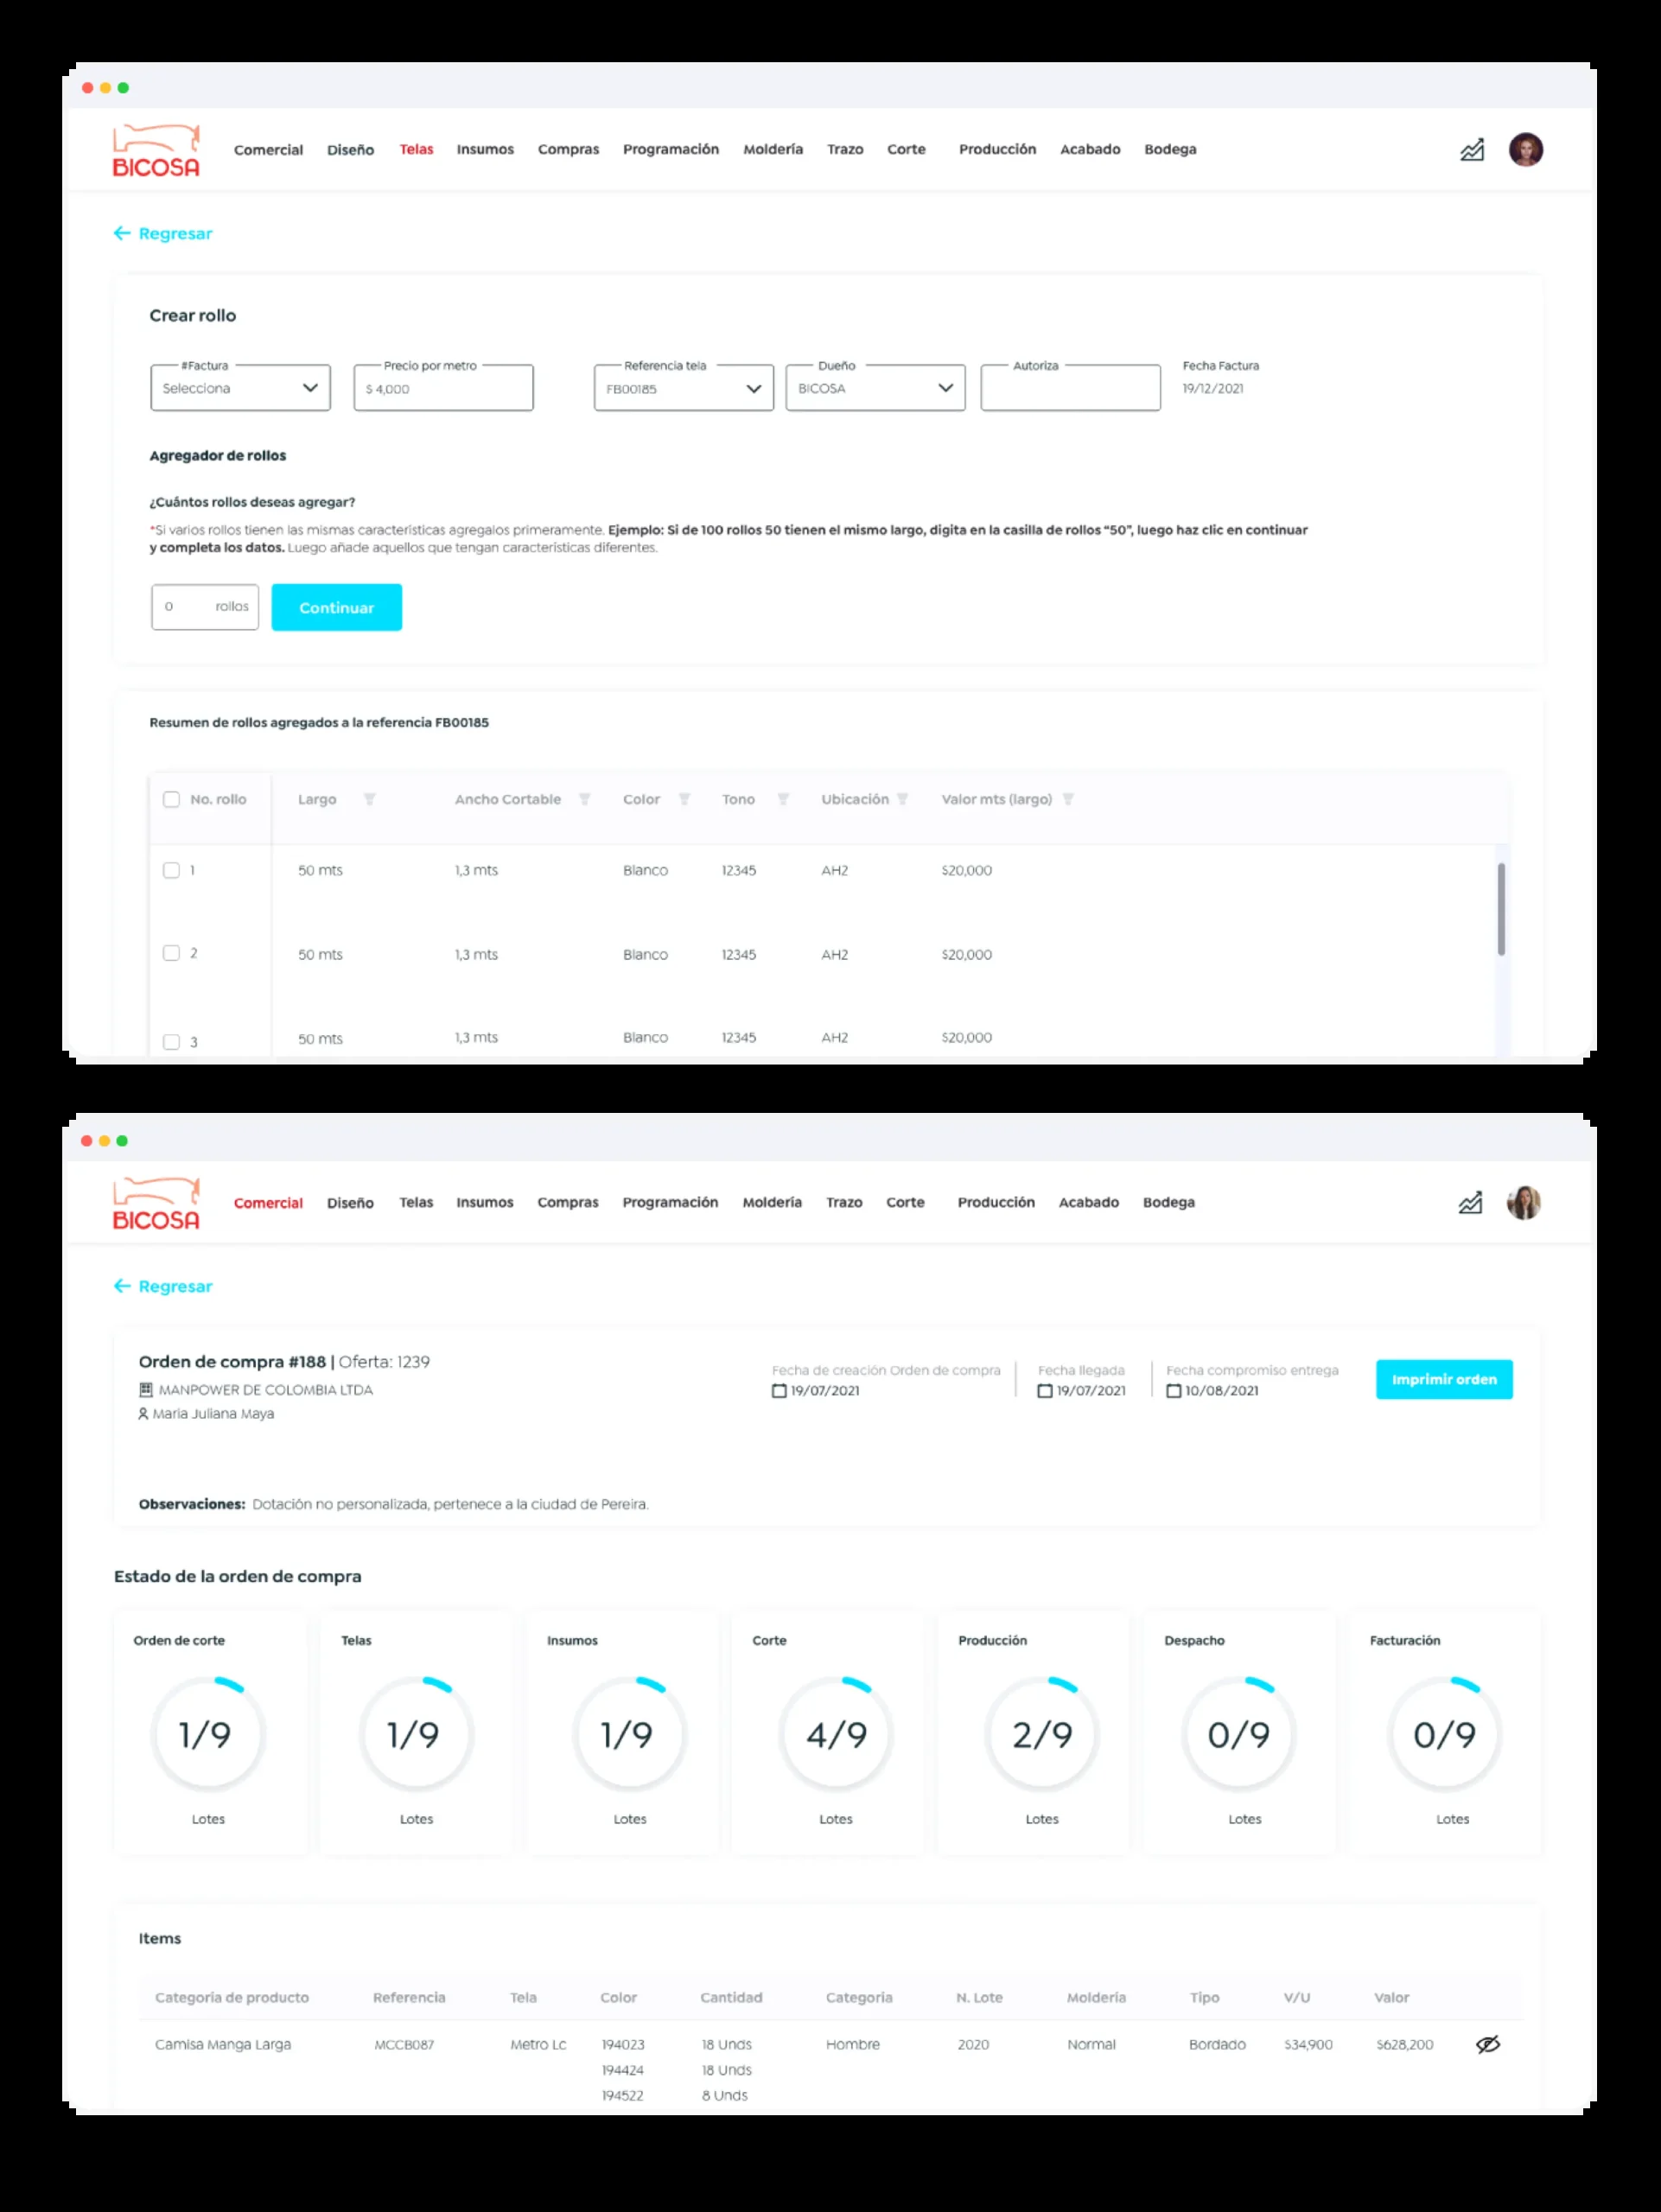 BICOSA
Comercial Diseño Telas Insumos Compras Programación Moldería Trazo Corte Producción Acabado Bodega
← Regresar
Crear rollo
#Factura Precio por metro Referencia tela Dueño Autoriza Fecha Factura
Selecciona $ 4,000 FB00185 BICOSA 19/12/2021
Agregador de rollos
¿Cuántos rollos deseas agregar?
*Si varios rollos tienen las mismas características agregalos primeramente. Ejemplo: Si de 100 rollos 50 tienen el mismo largo, digita en la casilla de rollos “50”, luego haz clic en continuar
y completa los datos. Luego añade aquellos que tengan características diferentes.
0 rollos Continuar
Resumen de rollos agregados a la referencia FB00185
No. rollo Largo Ancho Cortable Color Tono Ubicación Valor mts (largo)
1 50 mts 1,3 mts Blanco 12345 AH2 $20,000
2 50 mts 1,3 mts Blanco 12345 AH2 $20,000
3 50 mts 1,3 mts Blanco 12345 AH2 $20,000
BICOSA
Comercial Diseño Telas Insumos Compras Programación Moldería Trazo Corte Producción Acabado Bodega
← Regresar
Orden de compra #188 | Oferta: 1239
MANPOWER DE COLOMBIA LTDA
Maria Juliana Maya
Fecha de creación Orden de compra Fecha llegada Fecha compromiso entrega
19/07/2021 19/07/2021 10/08/2021
Imprimir orden
Observaciones: Dotación no personalizada, pertenece a la ciudad de Pereira.
Estado de la orden de compra
Orden de corte Telas Insumos Corte Producción Despacho Facturación
1/9 1/9 1/9 4/9 2/9 0/9 0/9
Lotes Lotes Lotes Lotes Lotes Lotes Lotes
Items
Categoría de producto Referencia Tela Color Cantidad Categoria N. Lote Moldería Tipo V/U Valor
Camisa Manga Larga MCCB087 Metro Lc 194023 18 Unds Hombre 2020 Normal Bordado $34,900 $628,200
194424 18 Unds
194522 8 Unds